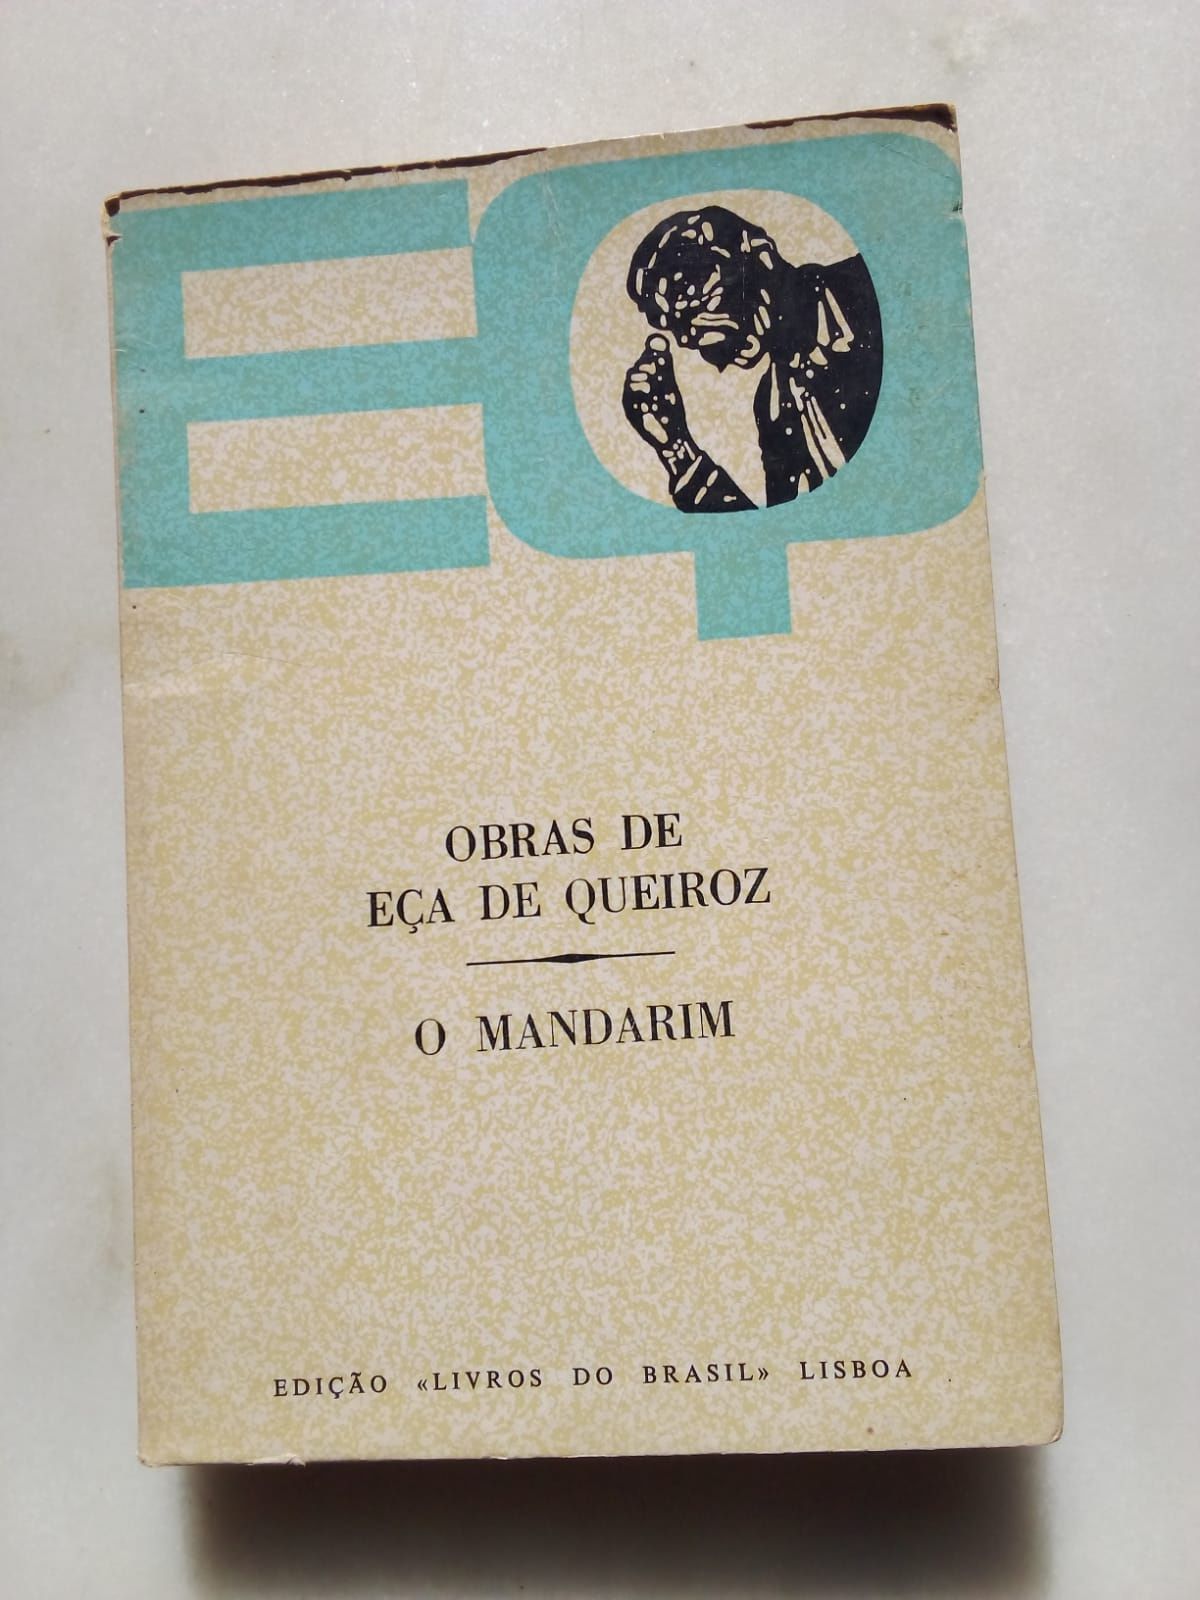 EQ
OBRAS DE
EÇA DE QUEIROZ
O MANDARIM
EDIÇÃO «LIVROS DO BRASIL» LISBOA